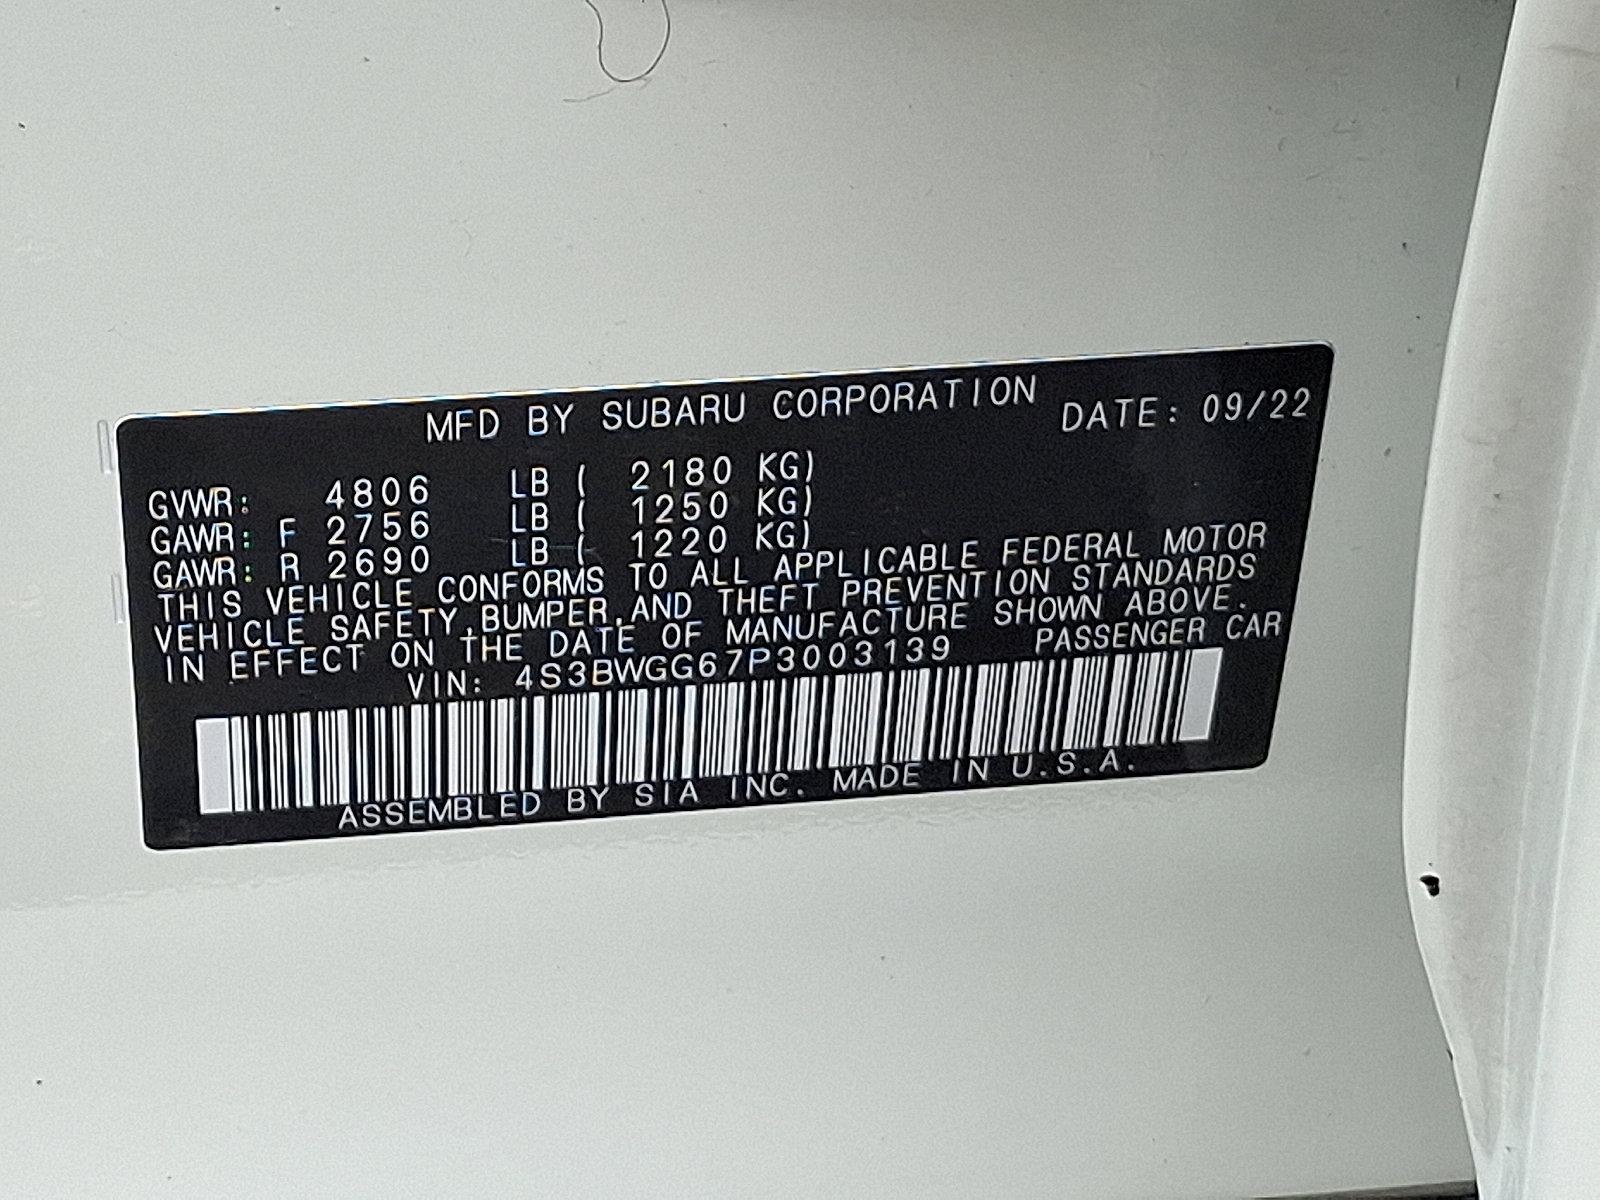 MFD BY SUBARU CORPORATION DATE: 09/22
GVWR: 4806 LB ( 2180 KG)
GAWR: F 2756 LB ( 1250 KG)
GAWR: R 2690 LB ( 1220 KG)
THIS VEHICLE CONFORMS TO ALL APPLICABLE FEDERAL MOTOR
VEHICLE SAFETY,BUMPER,AND THEFT PREVENTION STANDARDS
IN EFFECT ON THE DATE OF MANUFACTURE SHOWN ABOVE.
VIN: 4S3BWGG67P3003139 PASSENGER CAR
ASSEMBLED BY SIA INC. MADE IN U.S.A.